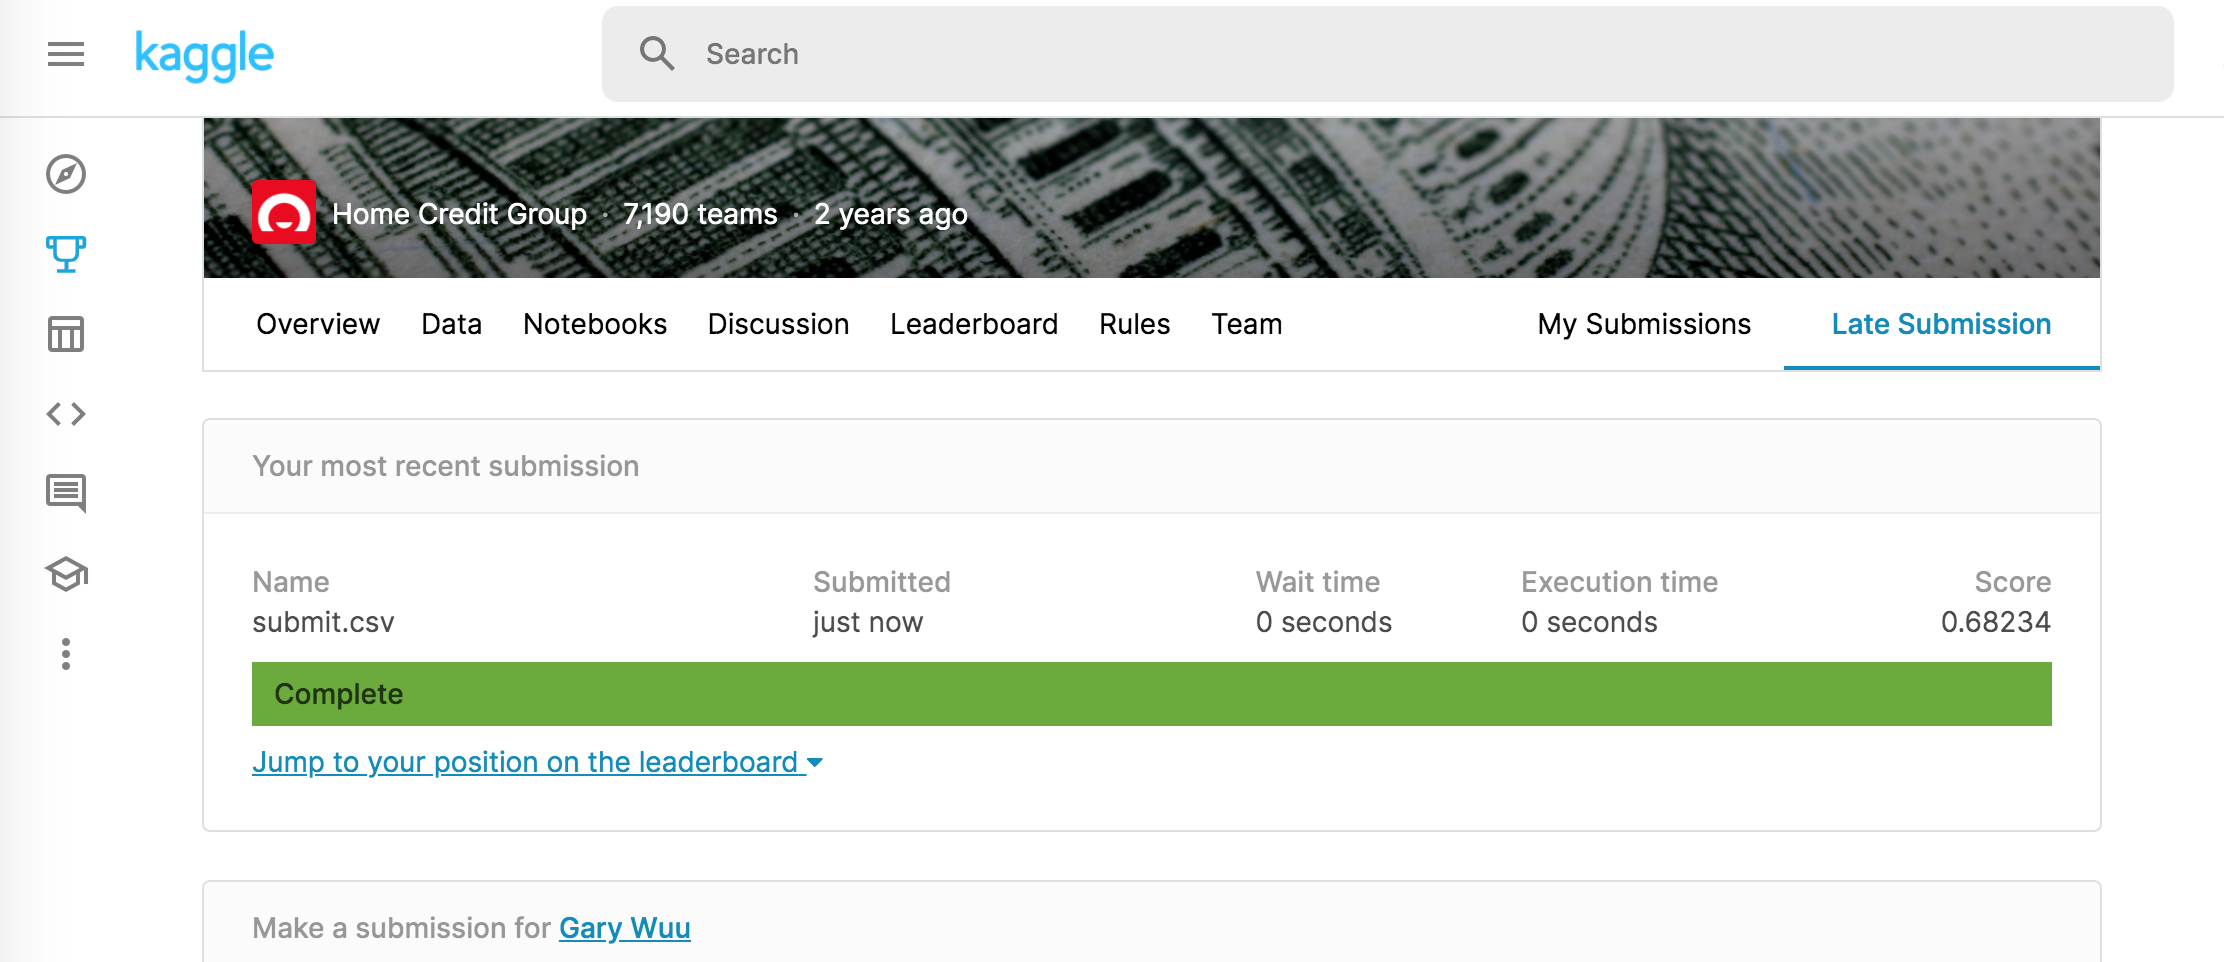 kaggle
Search
Home Credit Group · 7,190 teams · 2 years ago
Overview Data Notebooks Discussion Leaderboard Rules Team My Submissions Late Submission
Your most recent submission
Name Submitted Wait time Execution time Score
submit.csv just now 0 seconds 0 seconds 0.68234
Complete
Jump to your position on the leaderboard
Make a submission for Gary Wuu